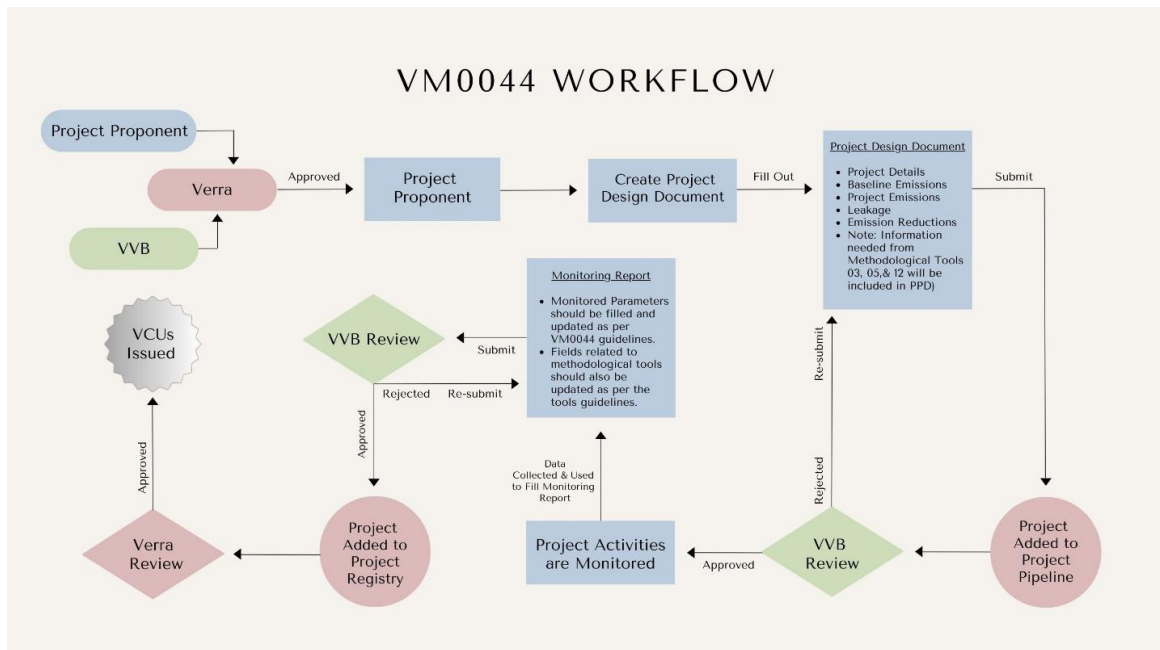 VM0044 WORKFLOW
Project Proponent
Verra
VVB
Approved
Project
Proponent
Create Project
Design Document
Fill Out
Project Design Document
• Project Details
• Baseline Emissions
• Project Emissions
• Leakage
• Emission Reductions
• Note: Information
needed from
Methodological Tools
03, 05,& 12 will be
included in PPD)
Submit
Project
Added to
Project
Pipeline
VVB
Review
Rejected
Re-submit
Approved
Project Activities
are Monitored
Data
Collected & Used
to Fill Monitoring
Report
Monitoring Report
• Monitored Parameters
should be filled and
updated as per
VM0044 guidelines.
• Fields related to
methodological tools
should also be
updated as per the
tools guidelines.
Submit
VVB Review
Rejected
Re-submit
Approved
Project
Added to
Project
Registry
Verra
Review
Approved
VCUs
Issued